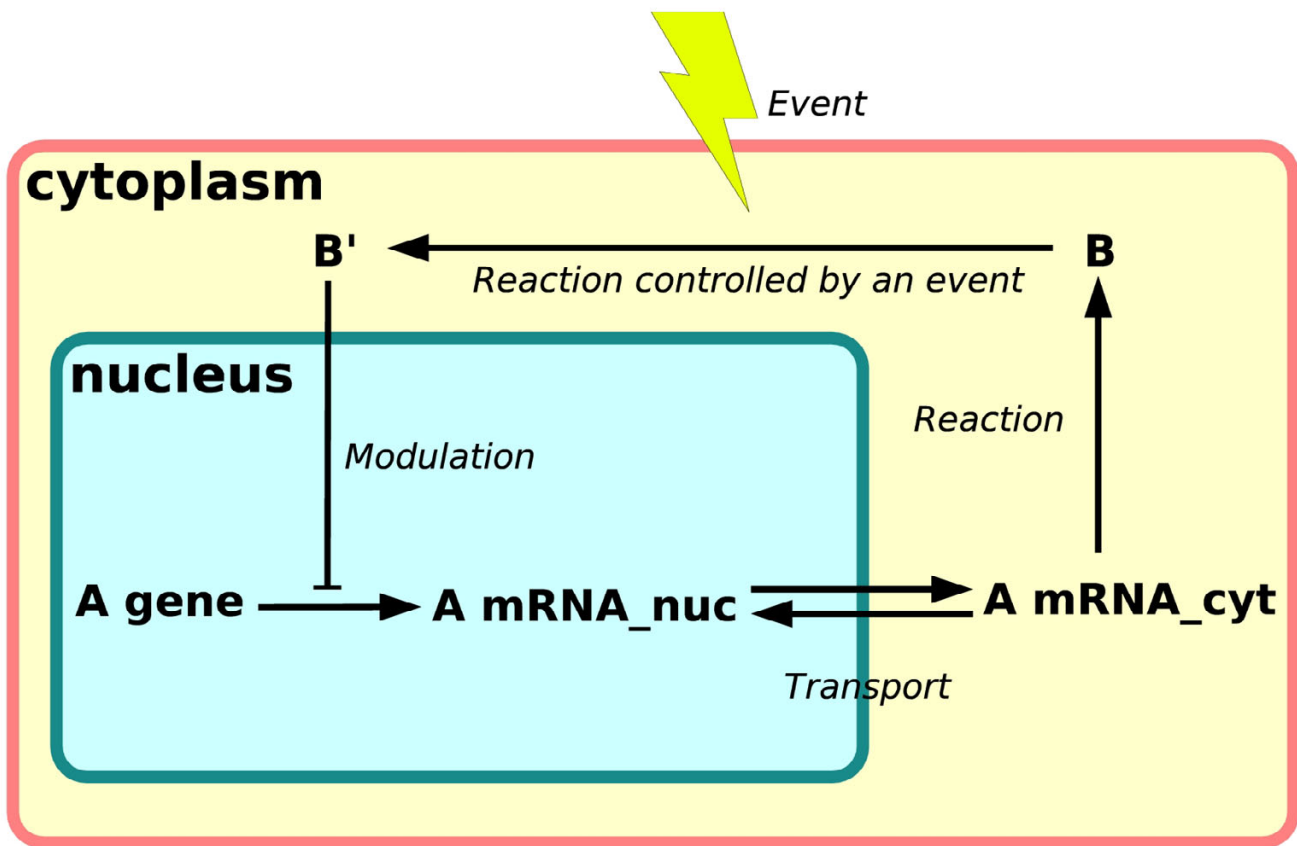 Event
cytoplasm
B'
B
Reaction controlled by an event
nucleus
Reaction
Modulation
A gene
A mRNA_nuc
A mRNA_cyt
Transport